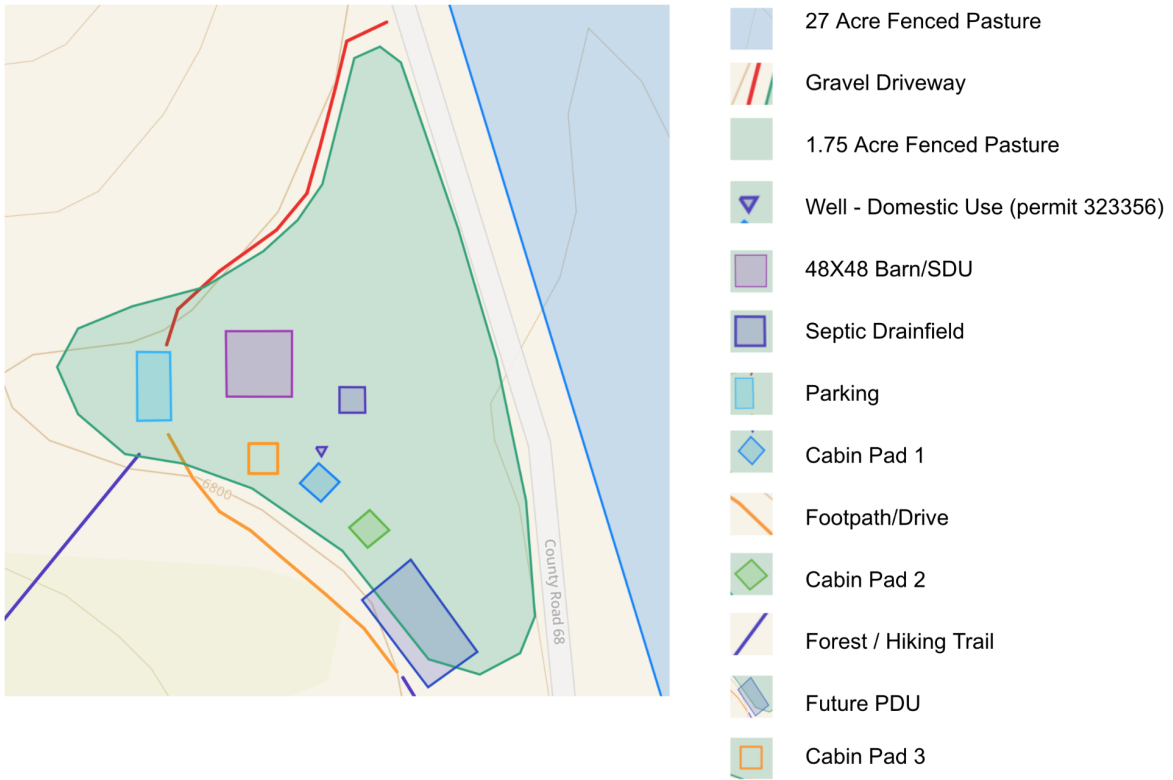 27 Acre Fenced Pasture
Gravel Driveway
1.75 Acre Fenced Pasture
Well - Domestic Use (permit 323356)
48X48 Barn/SDU
Septic Drainfield
Parking
Cabin Pad 1
Footpath/Drive
Cabin Pad 2
Forest / Hiking Trail
Future PDU
Cabin Pad 3
6800
County Road 68